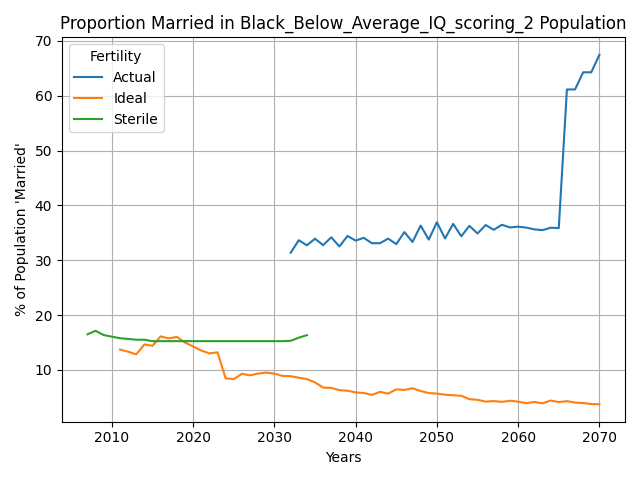 Proportion Married in Black_Below_Average_IQ_scoring_2 Population
Fertility
Actual
Ideal
Sterile
% of Population 'Married'
70
60
50
40
30
20
10
2010 2020 2030 2040 2050 2060 2070
Years